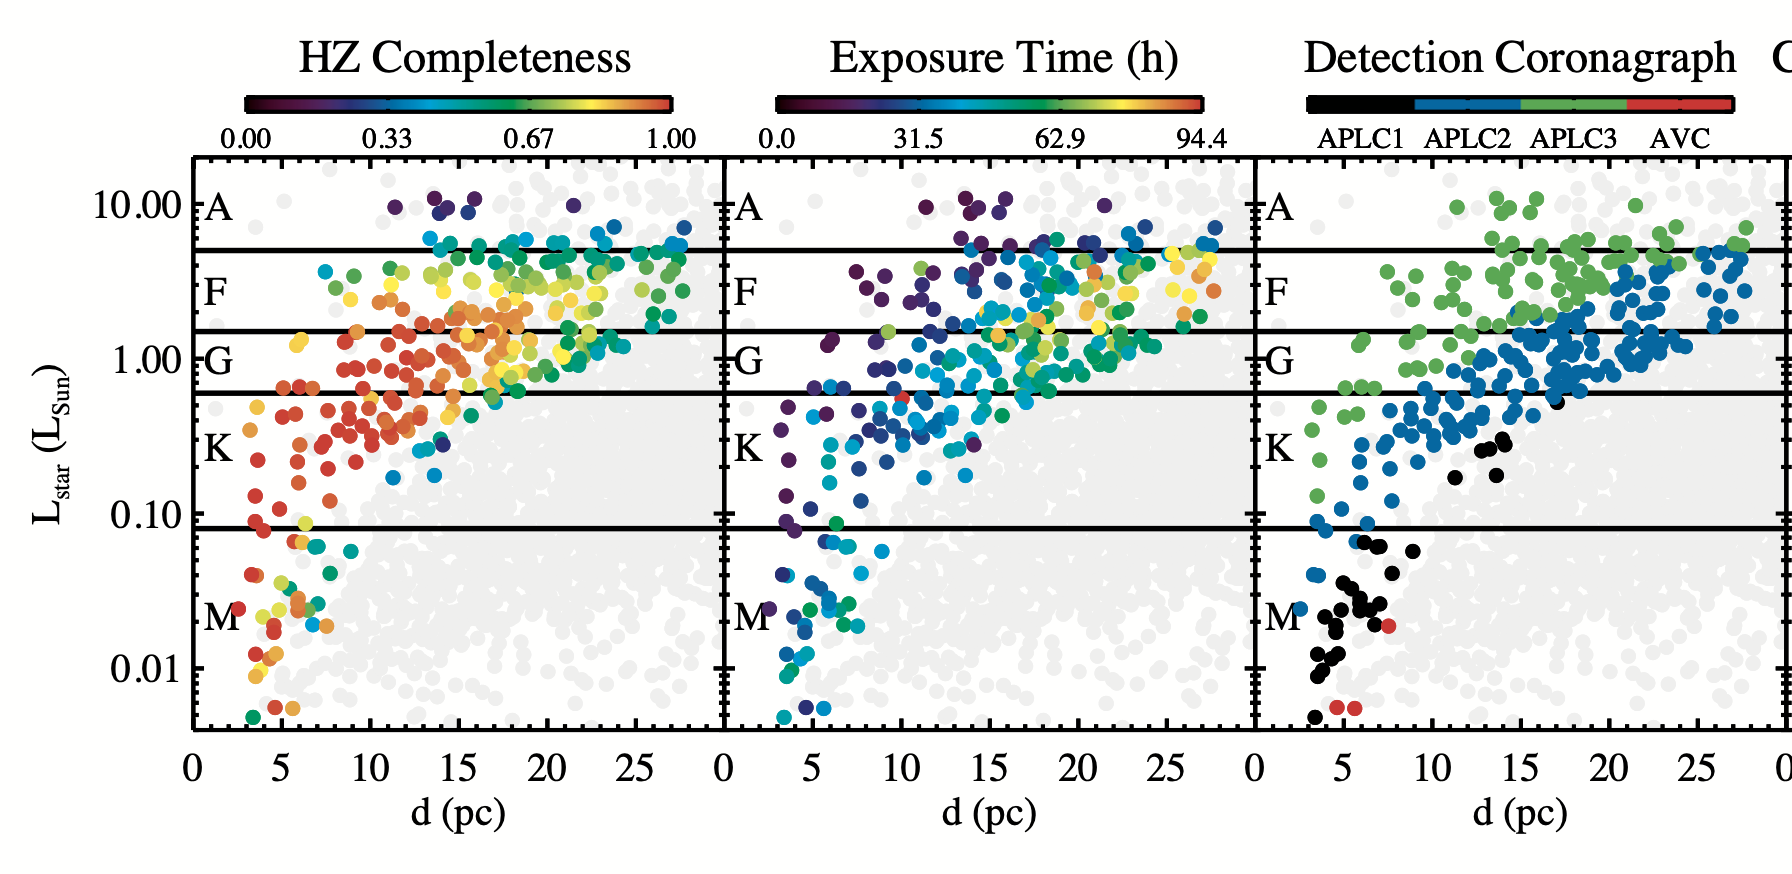 HZ Completeness Exposure Time (h) Detection Coronagraph C
0.00 0.33 0.67 1.00 0.0 31.5 62.9 94.4 APLC1 APLC2 APLC3 AVC
10.00 A A A
F F F
1.00 G G G
K K K
0.10
M M M
0.01
L_star (L_Sun)
0 5 10 15 20 25 0 5 10 15 20 25 0 5 10 15 20 25 0
d (pc) d (pc) d (pc)